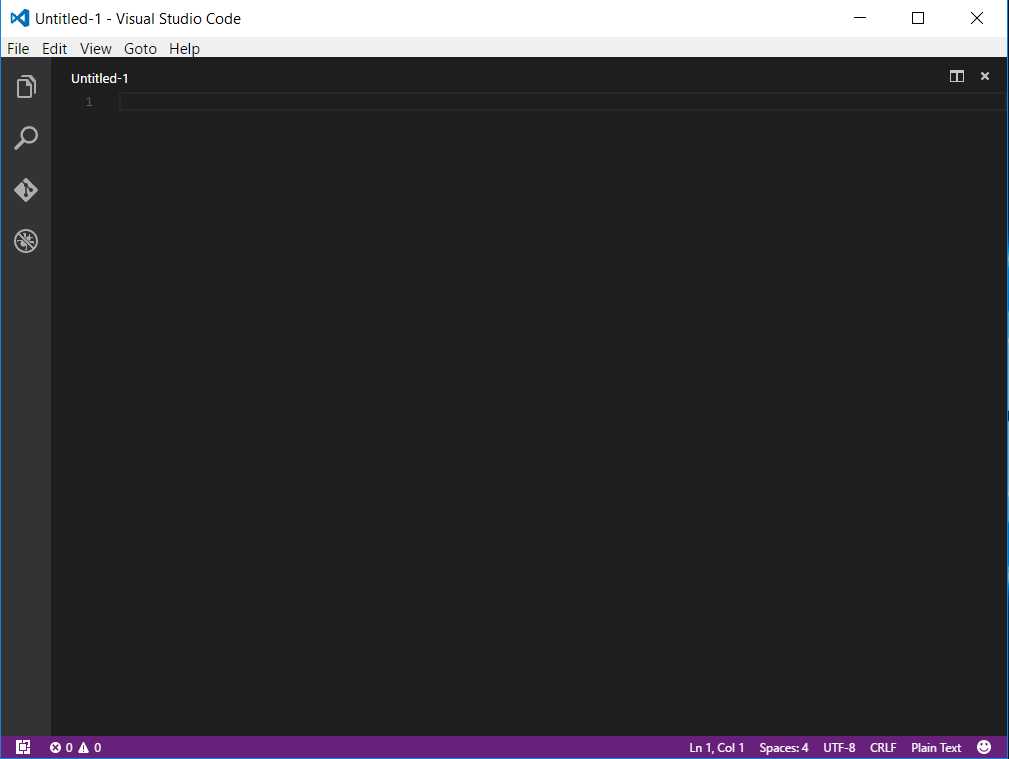 Untitled-1 - Visual Studio Code
File Edit View Goto Help
Untitled-1
1
0 0 Ln 1, Col 1 Spaces: 4 UTF-8 CRLF Plain Text